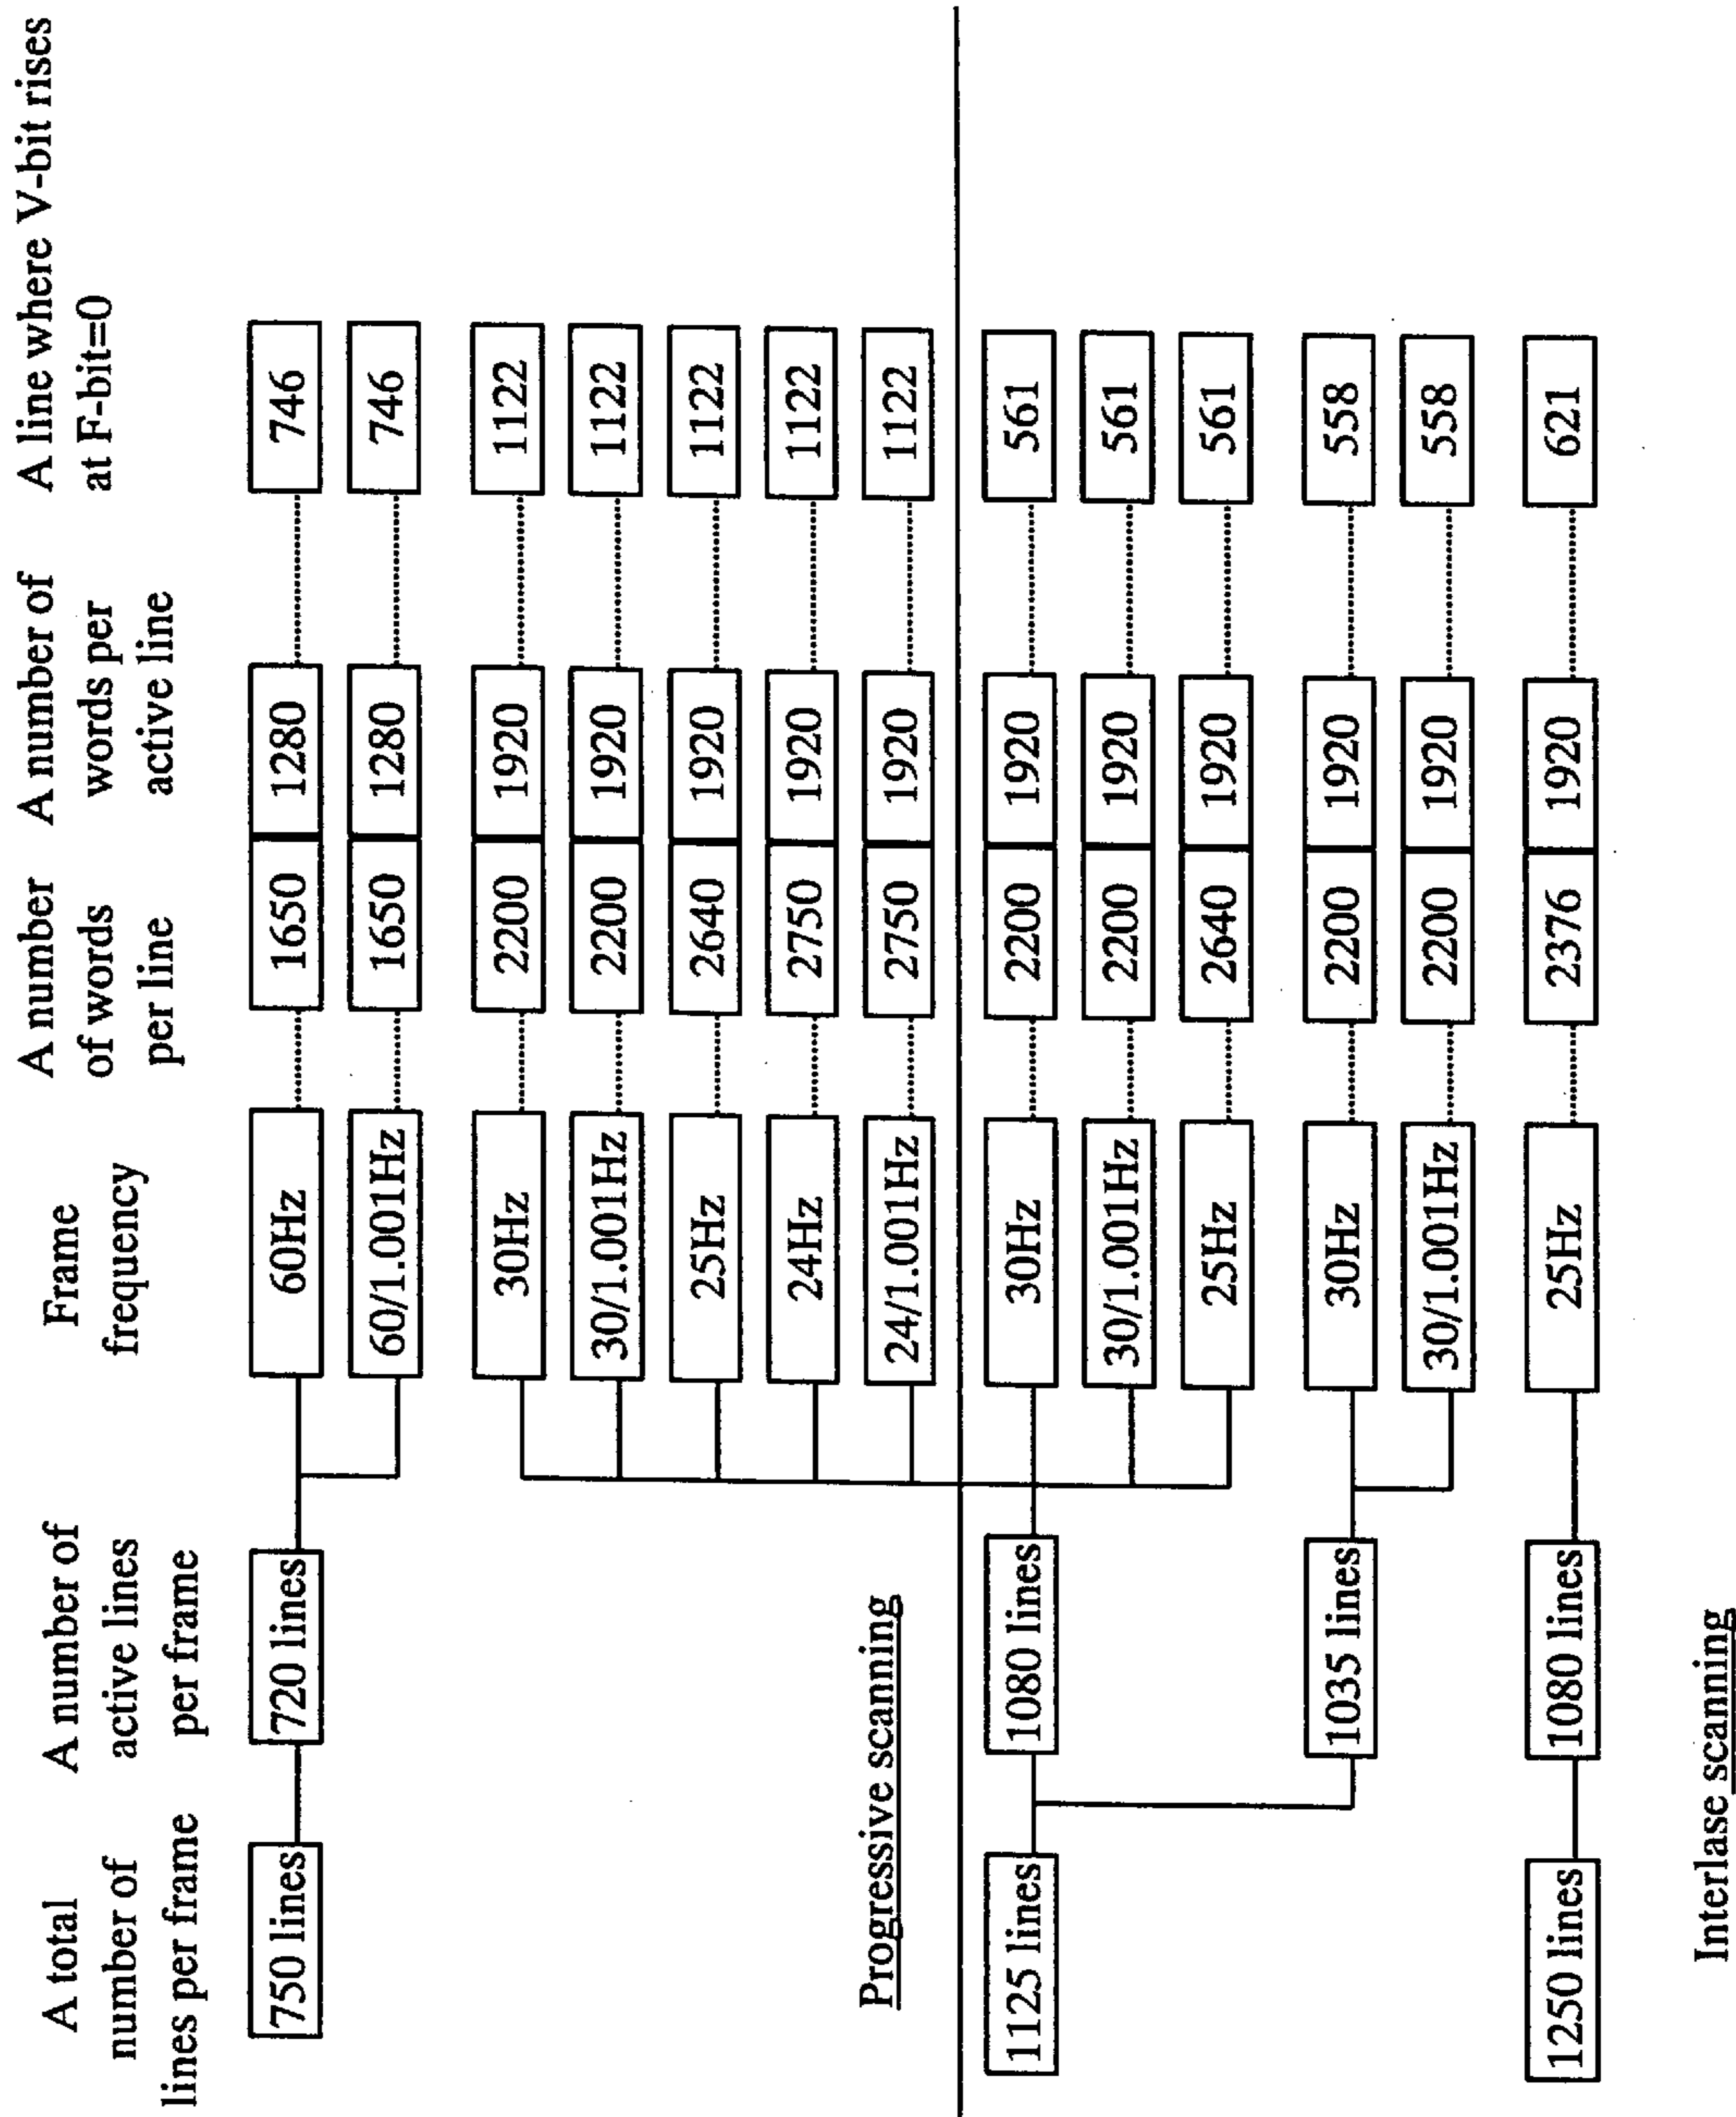 A total
number of
lines per frame
A number of
active lines
per frame
Frame
frequency
A number
of words
per line
A number of
words per
active line
A line where V-bit rises
at F-bit=0
750 lines
720 lines
60Hz
1650
1280
746
60/1.001Hz
1650
1280
746
30Hz
2200
1920
1122
30/1.001Hz
2200
1920
1122
25Hz
2640
1920
1122
24Hz
2750
1920
1122
24/1.001Hz
2750
1920
1122
Progressive scanning
1125 lines
1080 lines
30Hz
2200
1920
561
30/1.001Hz
2200
1920
561
25Hz
2640
1920
561
1035 lines
30Hz
2200
1920
558
30/1.001Hz
2200
1920
558
1250 lines
1080 lines
25Hz
2376
1920
621
Interlase scanning